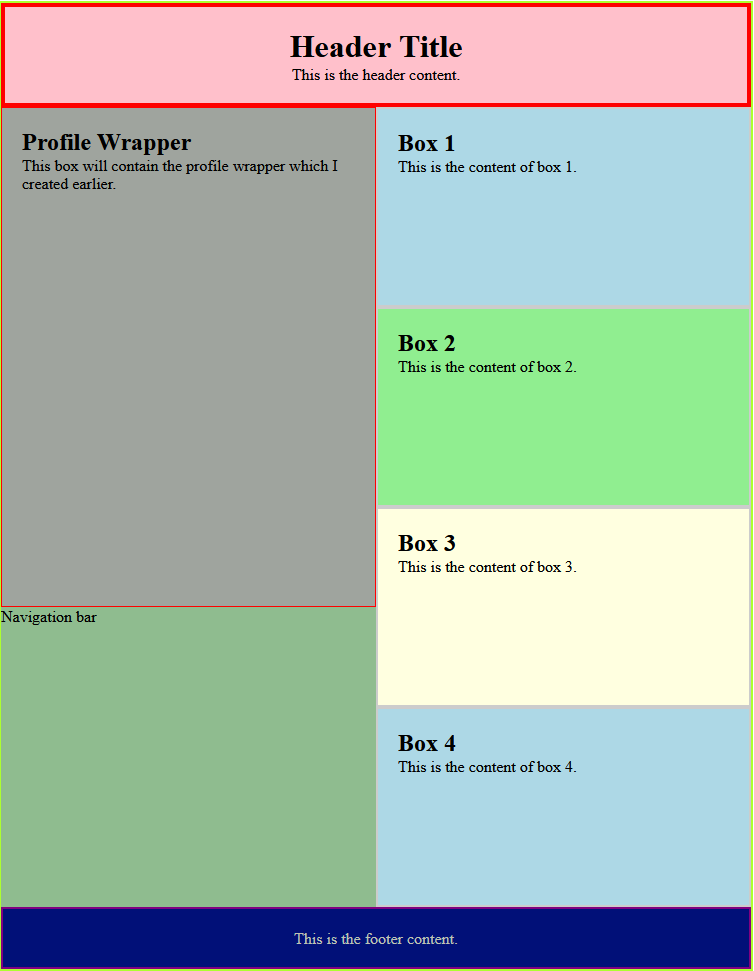 Header Title
This is the header content.
Profile Wrapper
This box will contain the profile wrapper which I
created earlier.
Navigation bar
Box 1
This is the content of box 1.
Box 2
This is the content of box 2.
Box 3
This is the content of box 3.
Box 4
This is the content of box 4.
This is the footer content.